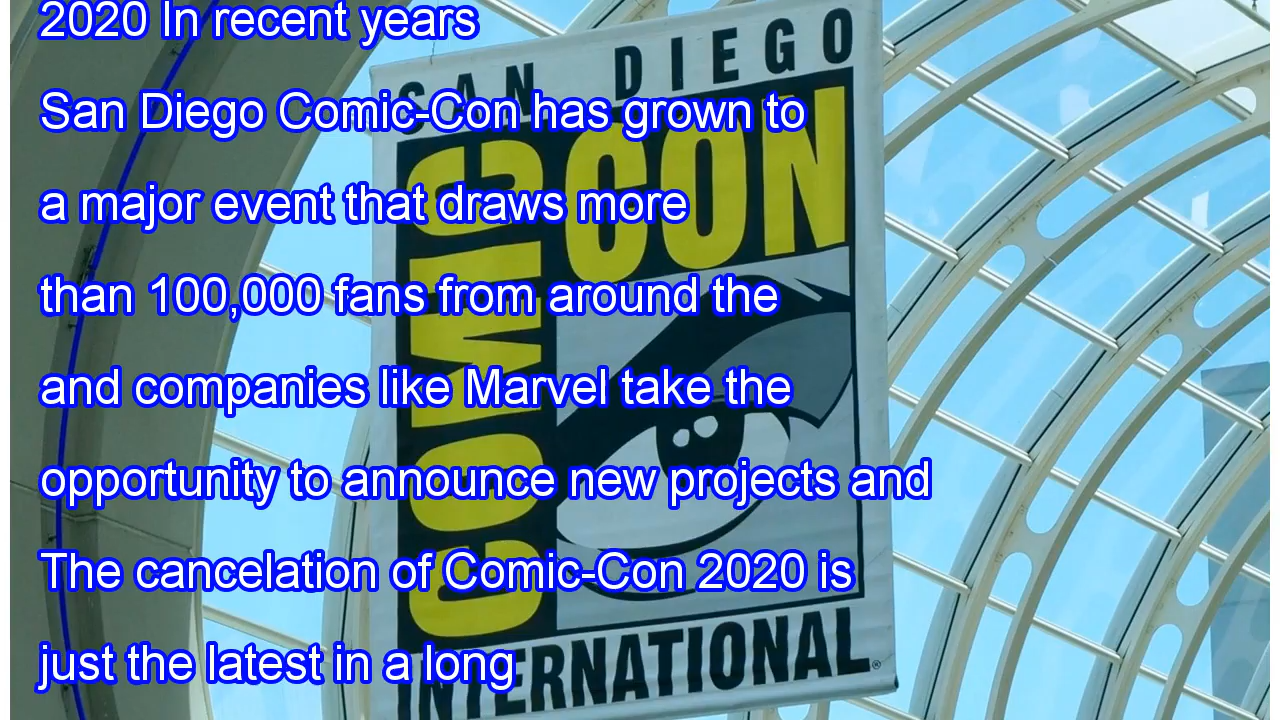 2020 In recent years
San Diego Comic-Con has grown to
a major event that draws more
than 100,000 fans from around the
and companies like Marvel take the
opportunity to announce new projects and
The cancelation of Comic-Con 2020 is
just the latest in a long
SAN DIEGO
COMIC
CON
INTERNATIONAL